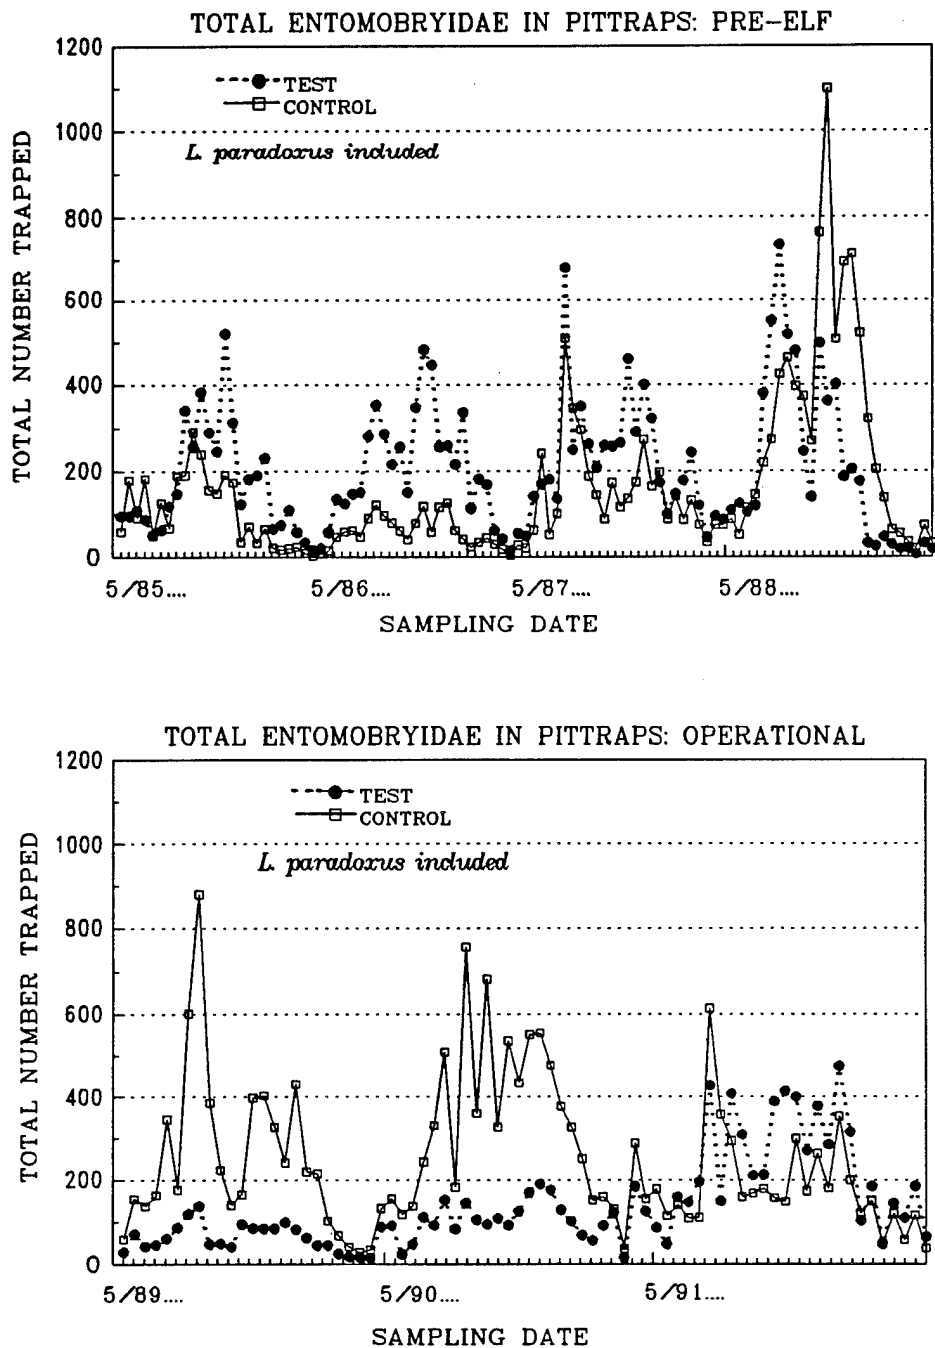 TOTAL ENTOMOBRYIDAE IN PITTRAPS: PRE-ELF
1200
1000
800
600
400
200
0
TOTAL NUMBER TRAPPED
TEST
CONTROL
L. paradoxus included
5/85.... 5/86.... 5/87.... 5/88....
SAMPLING DATE
TOTAL ENTOMOBRYIDAE IN PITTRAPS: OPERATIONAL
1200
1000
800
600
400
200
0
TOTAL NUMBER TRAPPED
TEST
CONTROL
L. paradoxus included
5/89.... 5/90.... 5/91....
SAMPLING DATE